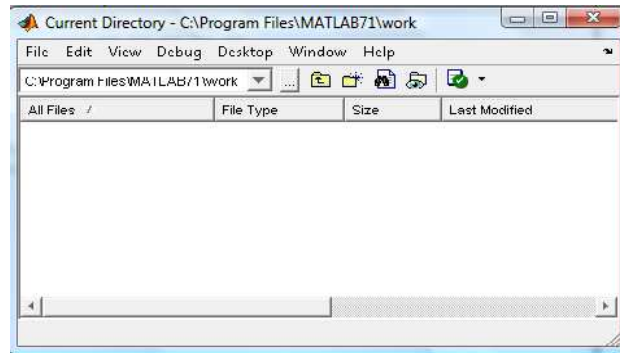 Current Directory - C:\Program Files\MATLAB71\work
File Edit View Debug Desktop Window Help
C:\Program Files\MATLAB71\work ...
All Files / File Type Size Last Modified